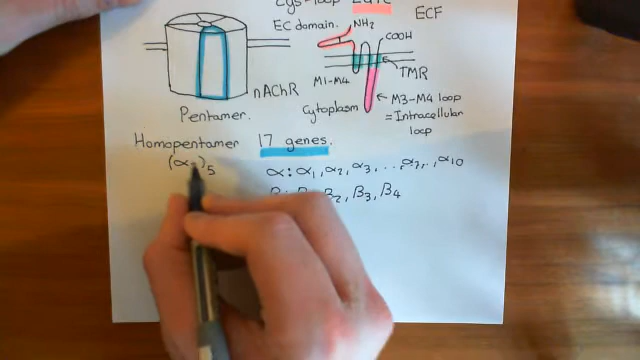 Cys-loop LGIC
ECF
EC domain.
NH2
COOH
TMR
M1-M4
nAChR
Pentamer.
Cytoplasm
M3-M4 loop
= Intracellular
loop
Homopentamer
17 genes.
α: α1, α2, α3, ..., α7, .., α10
β2, β3, β4